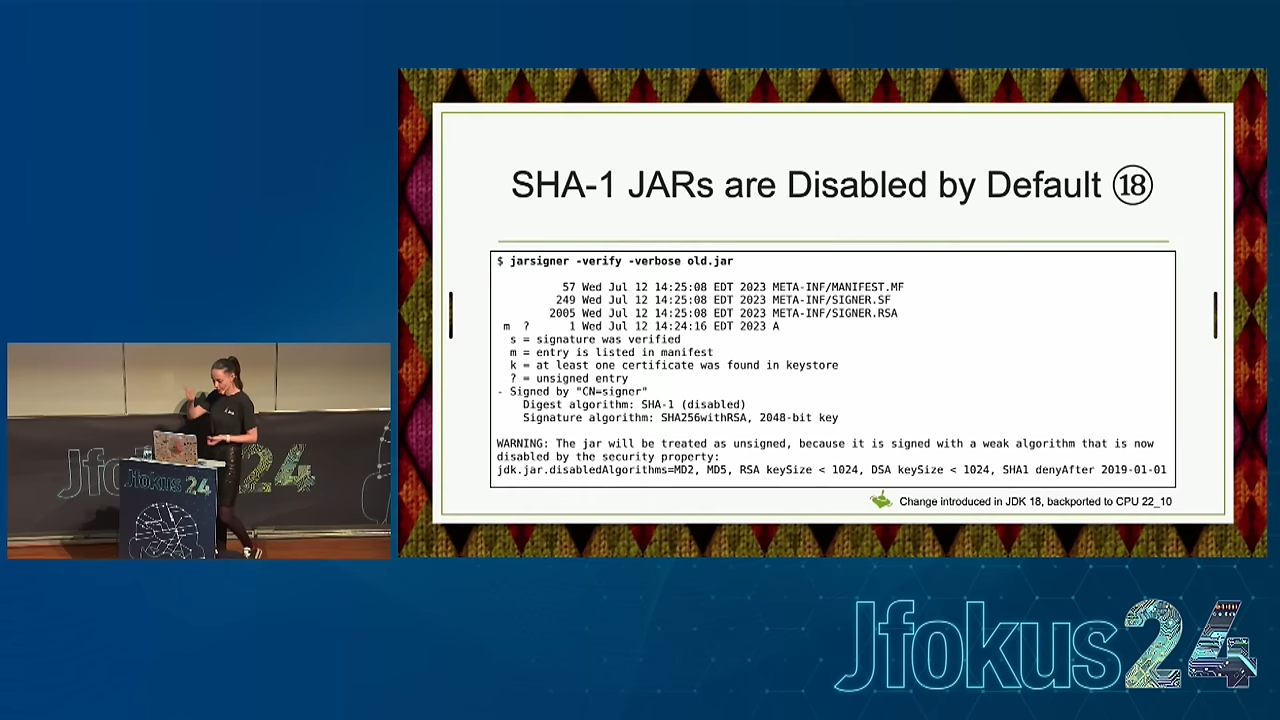 SHA-1 JARs are Disabled by Default ⑱
$ jarsigner -verify -verbose old.jar
57 Wed Jul 12 14:25:08 EDT 2023 META-INF/MANIFEST.MF
249 Wed Jul 12 14:25:08 EDT 2023 META-INF/SIGNER.SF
2005 Wed Jul 12 14:25:08 EDT 2023 META-INF/SIGNER.RSA
m ? 1 Wed Jul 12 14:24:16 EDT 2023 A
s = signature was verified
m = entry is listed in manifest
k = at least one certificate was found in keystore
? = unsigned entry
- Signed by "CN=signer"
Digest algorithm: SHA-1 (disabled)
Signature algorithm: SHA256withRSA, 2048-bit key
WARNING: The jar will be treated as unsigned, because it is signed with a weak algorithm that is now
disabled by the security property:
jdk.jar.disabledAlgorithms=MD2, MD5, RSA keySize < 1024, DSA keySize < 1024, SHA1 denyAfter 2019-01-01
Change introduced in JDK 18, backported to CPU 22_10
Jfo 24
Jfokus 24
Jfokus24